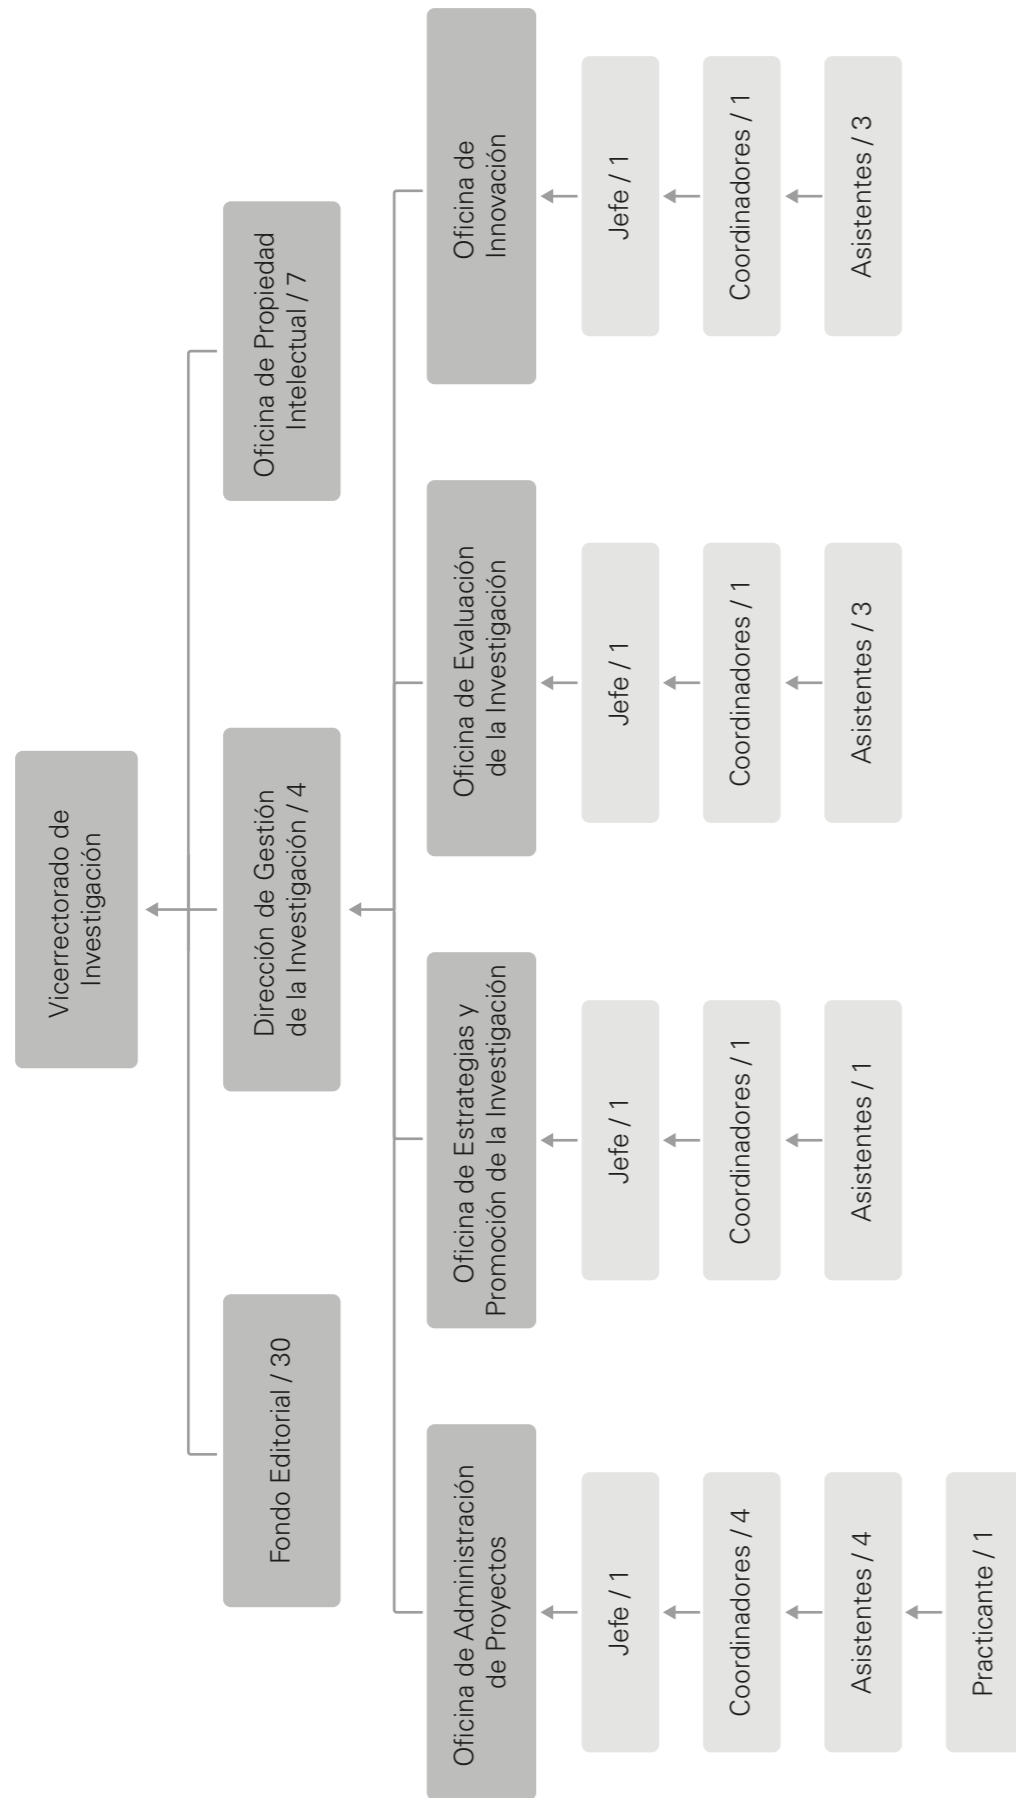 Vicerrectorado de
Investigación
Fondo Editorial / 30
Dirección de Gestión
de la Investigación / 4
Oficina de Propiedad
Intelectual / 7
Oficina de Administración
de Proyectos
Oficina de Estrategias y
Promoción de la Investigación
Oficina de Evaluación
de la Investigación
Oficina de
Innovación
Jefe / 1
Jefe / 1
Jefe / 1
Jefe / 1
Coordinadores / 4
Coordinadores / 1
Coordinadores / 1
Coordinadores / 1
Asistentes / 4
Asistentes / 1
Asistentes / 3
Asistentes / 3
Practicante / 1